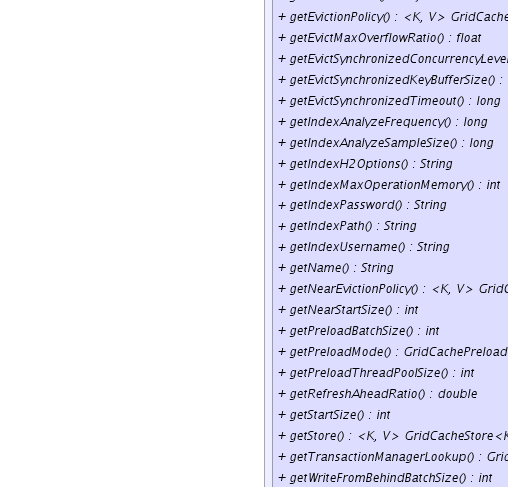 + getEvictionPolicy() : <K, V> GridCache
+ getEvictMaxOverflowRatio() : float
+ getEvictSynchronizedConcurrencyLeve
+ getEvictSynchronizedKeyBufferSize() :
+ getEvictSynchronizedTimeout() : long
+ getIndexAnalyzeFrequency() : long
+ getIndexAnalyzeSampleSize() : long
+ getIndexH2Options() : String
+ getIndexMaxOperationMemory() : int
+ getIndexPassword() : String
+ getIndexPath() : String
+ getIndexUsername() : String
+ getName() : String
+ getNearEvictionPolicy() : <K, V> GridC
+ getNearStartSize() : int
+ getPreloadBatchSize() : int
+ getPreloadMode() : GridCachePreload
+ getPreloadThreadPoolSize() : int
+ getRefreshAheadRatio() : double
+ getStartSize() : int
+ getStore() : <K, V> GridCacheStore<K
+ getTransactionManagerLookup() : Grid
+ getWriteFromBehindBatchSize() : int